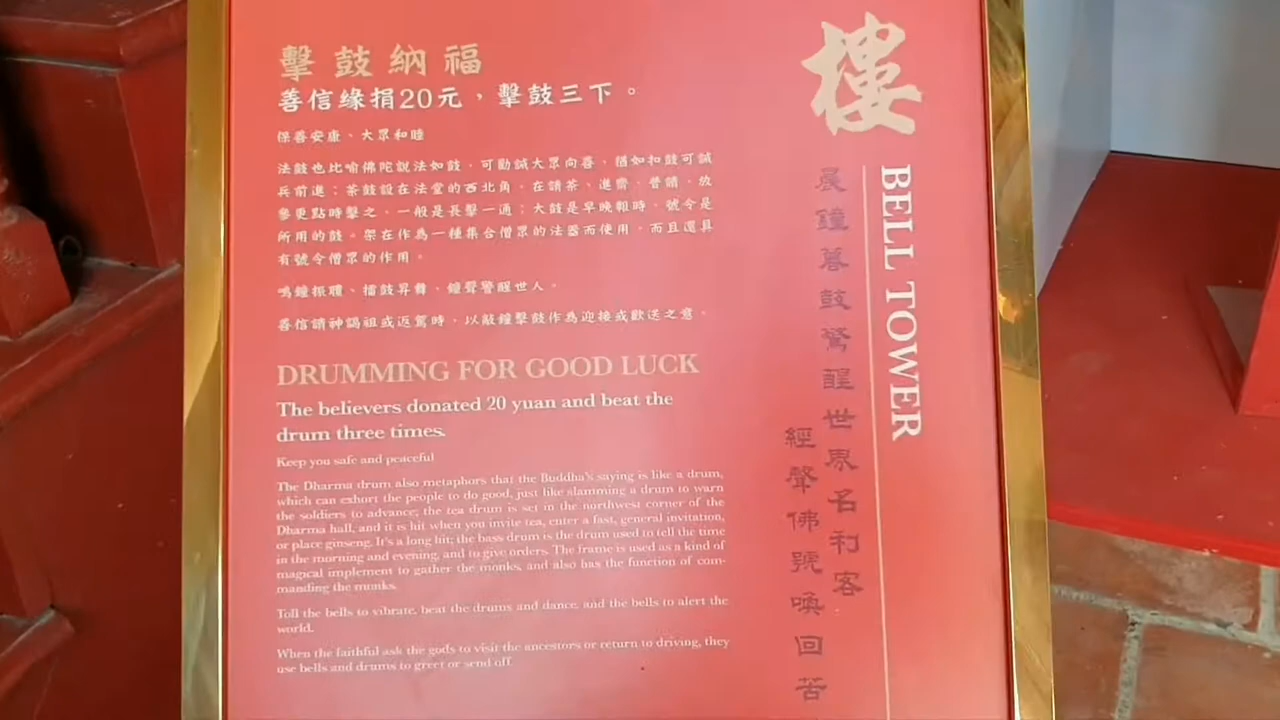 樓
BELL TOWER
晨鐘暮鼓驚醒世界名利客
經聲佛號喚回苦
擊鼓納福
善信緣捐20元，擊鼓三下。
保善安康、大眾和睦
法鼓也比喻佛陀說法如鼓，可勸誡大眾向善，猶如扣鼓可誡
兵前進；茶鼓設在法堂的西北角，在請茶、進齋、普請、放
參更點時擊之，一般是長擊一通；大鼓是早晚報時、號令是
所用的鼓。架在作為一種集合僧眾的法器而使用，而且還具
有號令僧眾的作用。
鳴鐘振聾、擂鼓昇舞、鐘聲警醒世人。
善信請神謁祖或返駕時，以敲鐘擊鼓作為迎接或歡送之意。
DRUMMING FOR GOOD LUCK
The believers donated 20 yuan and beat the
drum three times.
Keep you safe and peaceful
The Dharma drum also metaphors that the Buddha's saying is like a drum,
which can exhort the people to do good, just like slamming a drum to warn
the soldiers to advance; the tea drum is set in the northwest corner of the
Dharma hall, and it is hit when you invite tea, enter a fast, general invitation,
or place ginseng. It's a long hit; the bass drum is the drum used to tell the time
in the morning and evening, and to give orders. The frame is used as a kind of
magical implement to gather the monks, and also has the function of com-
manding the monks.
Toll the bells to vibrate, beat the drums and dance, and the bells to alert the
world.
When the faithful ask the gods to visit the ancestors or return to driving, they
use bells and drums to greet or send off.